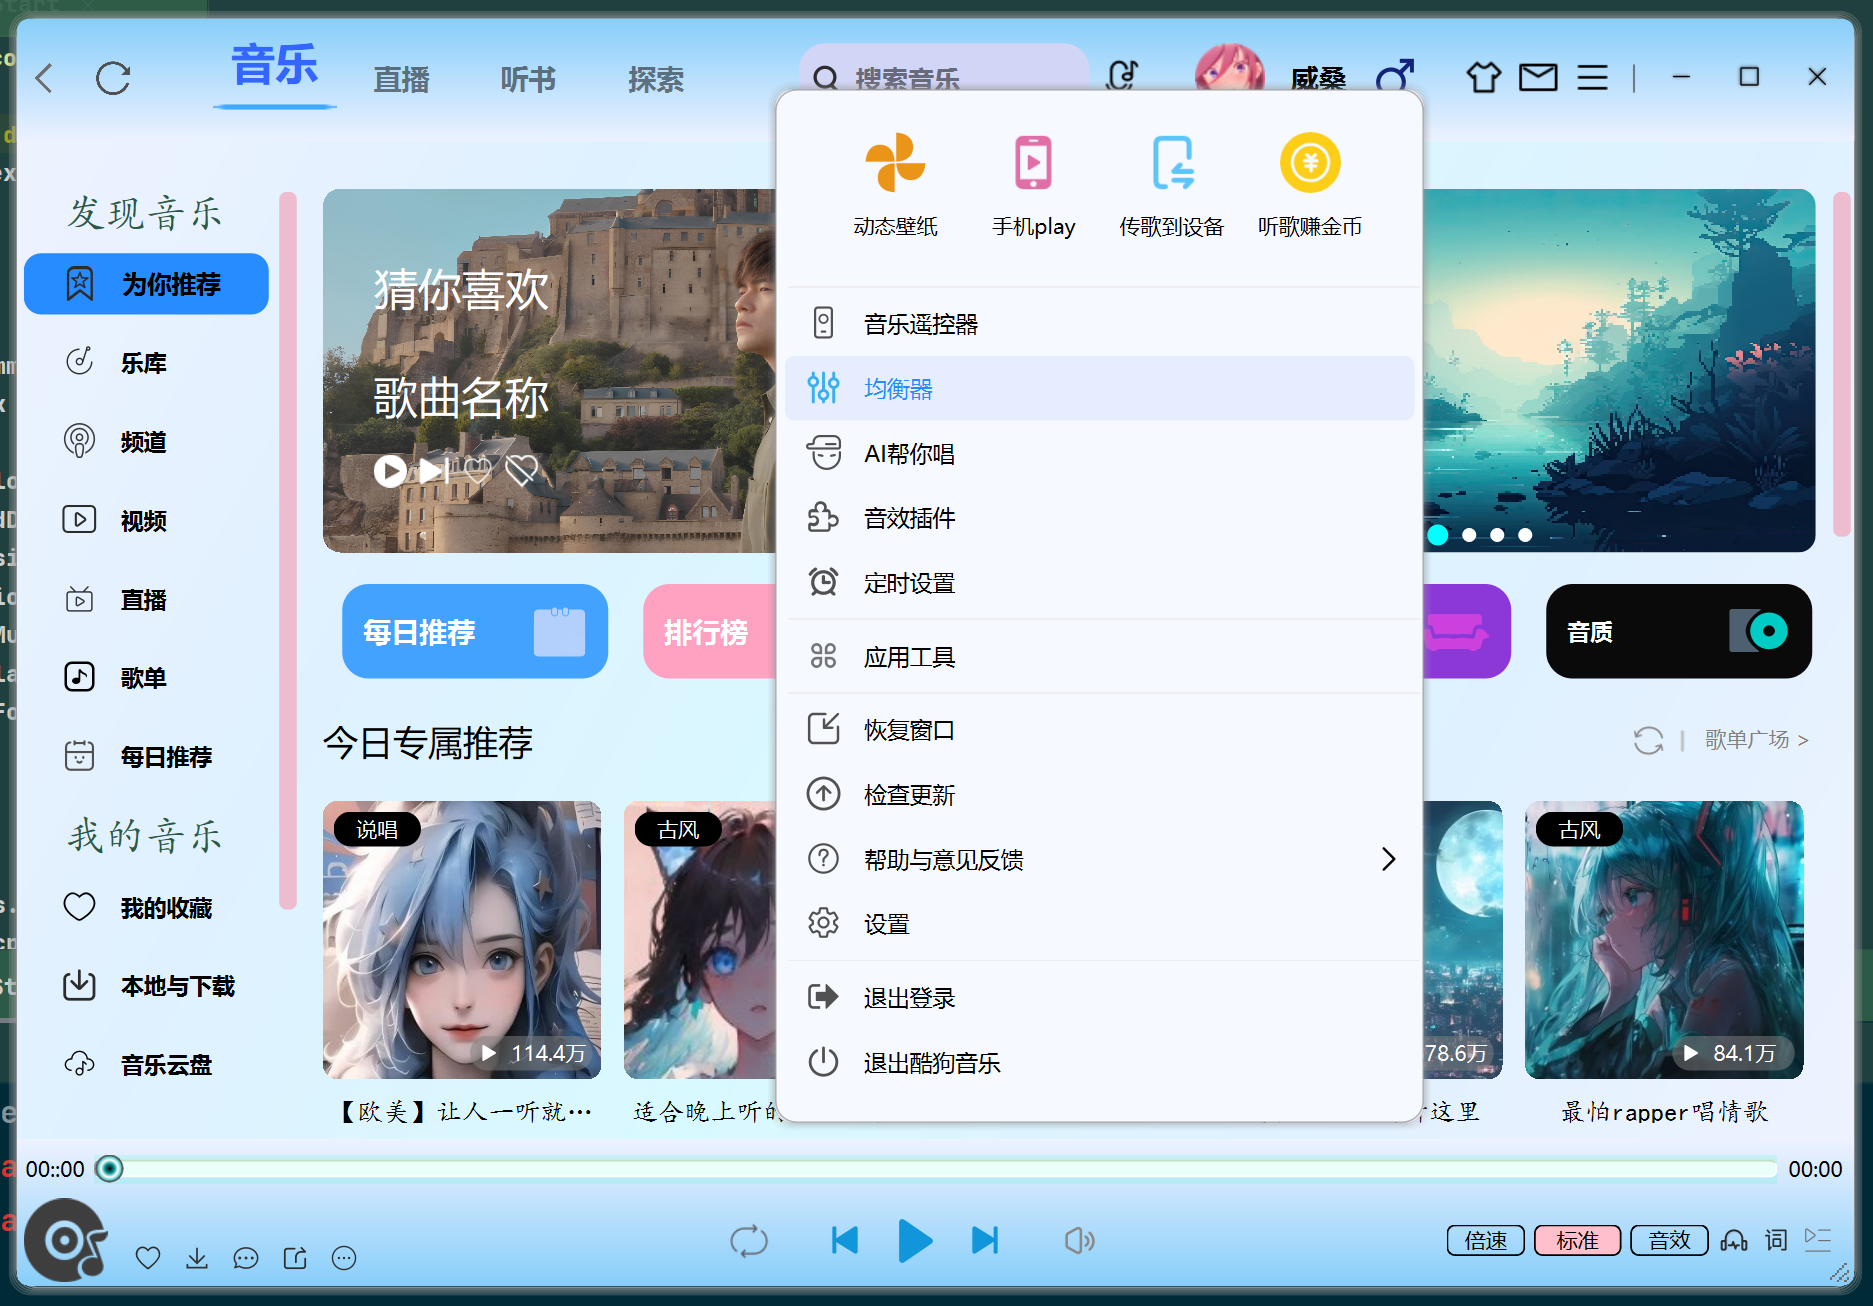 音乐
直播
听书
探索
搜索音乐
威桑
动态壁纸
手机play
传歌到设备
听歌赚金币
音乐遥控器
均衡器
AI帮你唱
音效插件
定时设置
应用工具
恢复窗口
检查更新
帮助与意见反馈
设置
退出登录
退出酷狗音乐
发现音乐
为你推荐
乐库
频道
视频
直播
歌单
每日推荐
我的音乐
我的收藏
本地与下载
音乐云盘
猜你喜欢
歌曲名称
每日推荐
排行榜
音质
今日专属推荐
歌单广场 >
说唱
114.4万
【欧美】让人一听就…
古风
适合晚上听
78.6万
这里
古风
84.1万
最怕rapper唱情歌
00::00
00:00
倍速
标准
音效
词